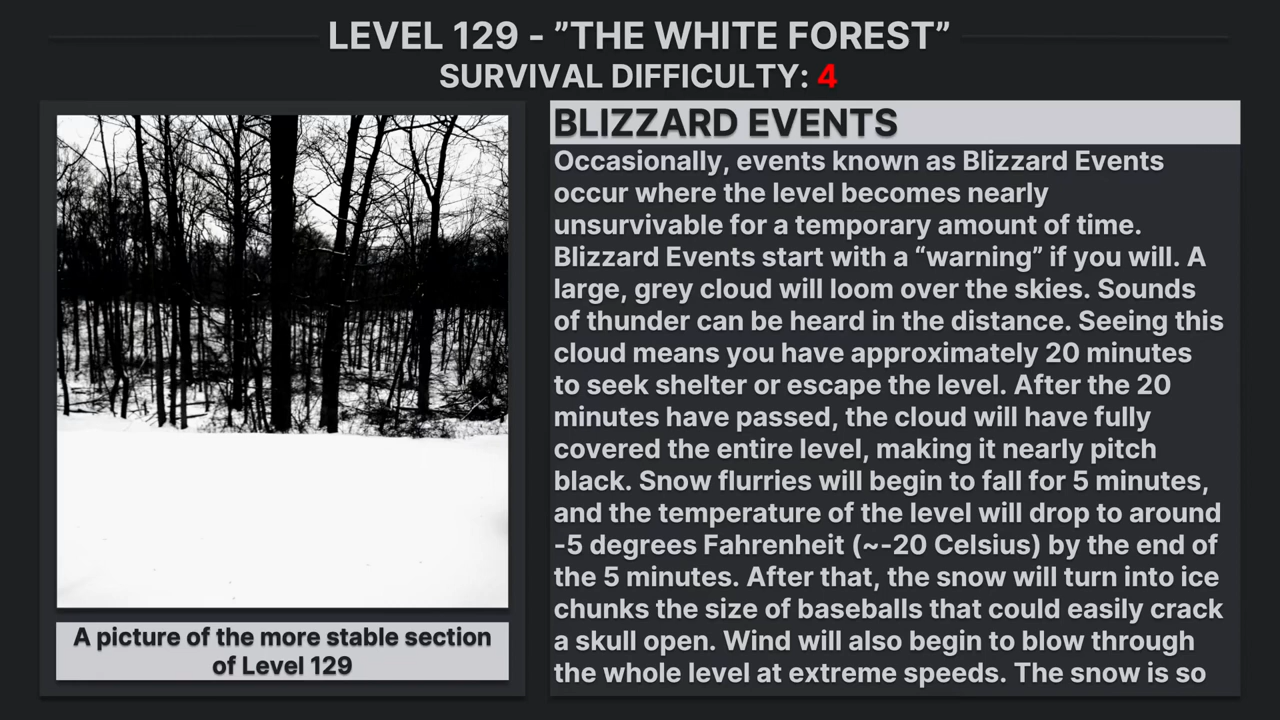 LEVEL 129 - ”THE WHITE FOREST”
SURVIVAL DIFFICULTY: 4
A picture of the more stable section
of Level 129
BLIZZARD EVENTS
Occasionally, events known as Blizzard Events
occur where the level becomes nearly
unsurvivable for a temporary amount of time.
Blizzard Events start with a “warning” if you will. A
large, grey cloud will loom over the skies. Sounds
of thunder can be heard in the distance. Seeing this
cloud means you have approximately 20 minutes
to seek shelter or escape the level. After the 20
minutes have passed, the cloud will have fully
covered the entire level, making it nearly pitch
black. Snow flurries will begin to fall for 5 minutes,
and the temperature of the level will drop to around
-5 degrees Fahrenheit (~-20 Celsius) by the end of
the 5 minutes. After that, the snow will turn into ice
chunks the size of baseballs that could easily crack
a skull open. Wind will also begin to blow through
the whole level at extreme speeds. The snow is so